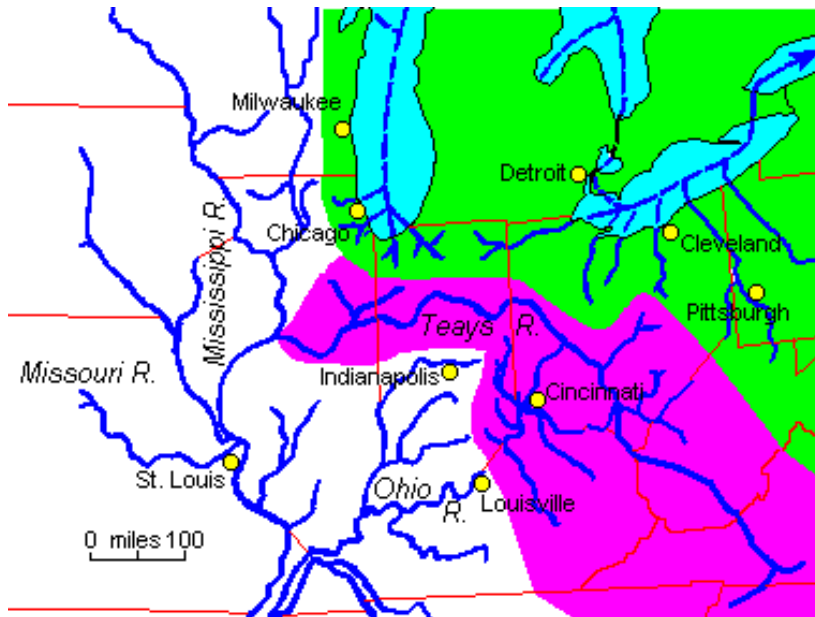 Milwaukee
Detroit
Chicago
Cleveland
Mississippi R.
Pittsburgh
Teays R.
Missouri R.
Indianapolis
Cincinnati
St. Louis
Ohio R.
Louisville
0 miles 100